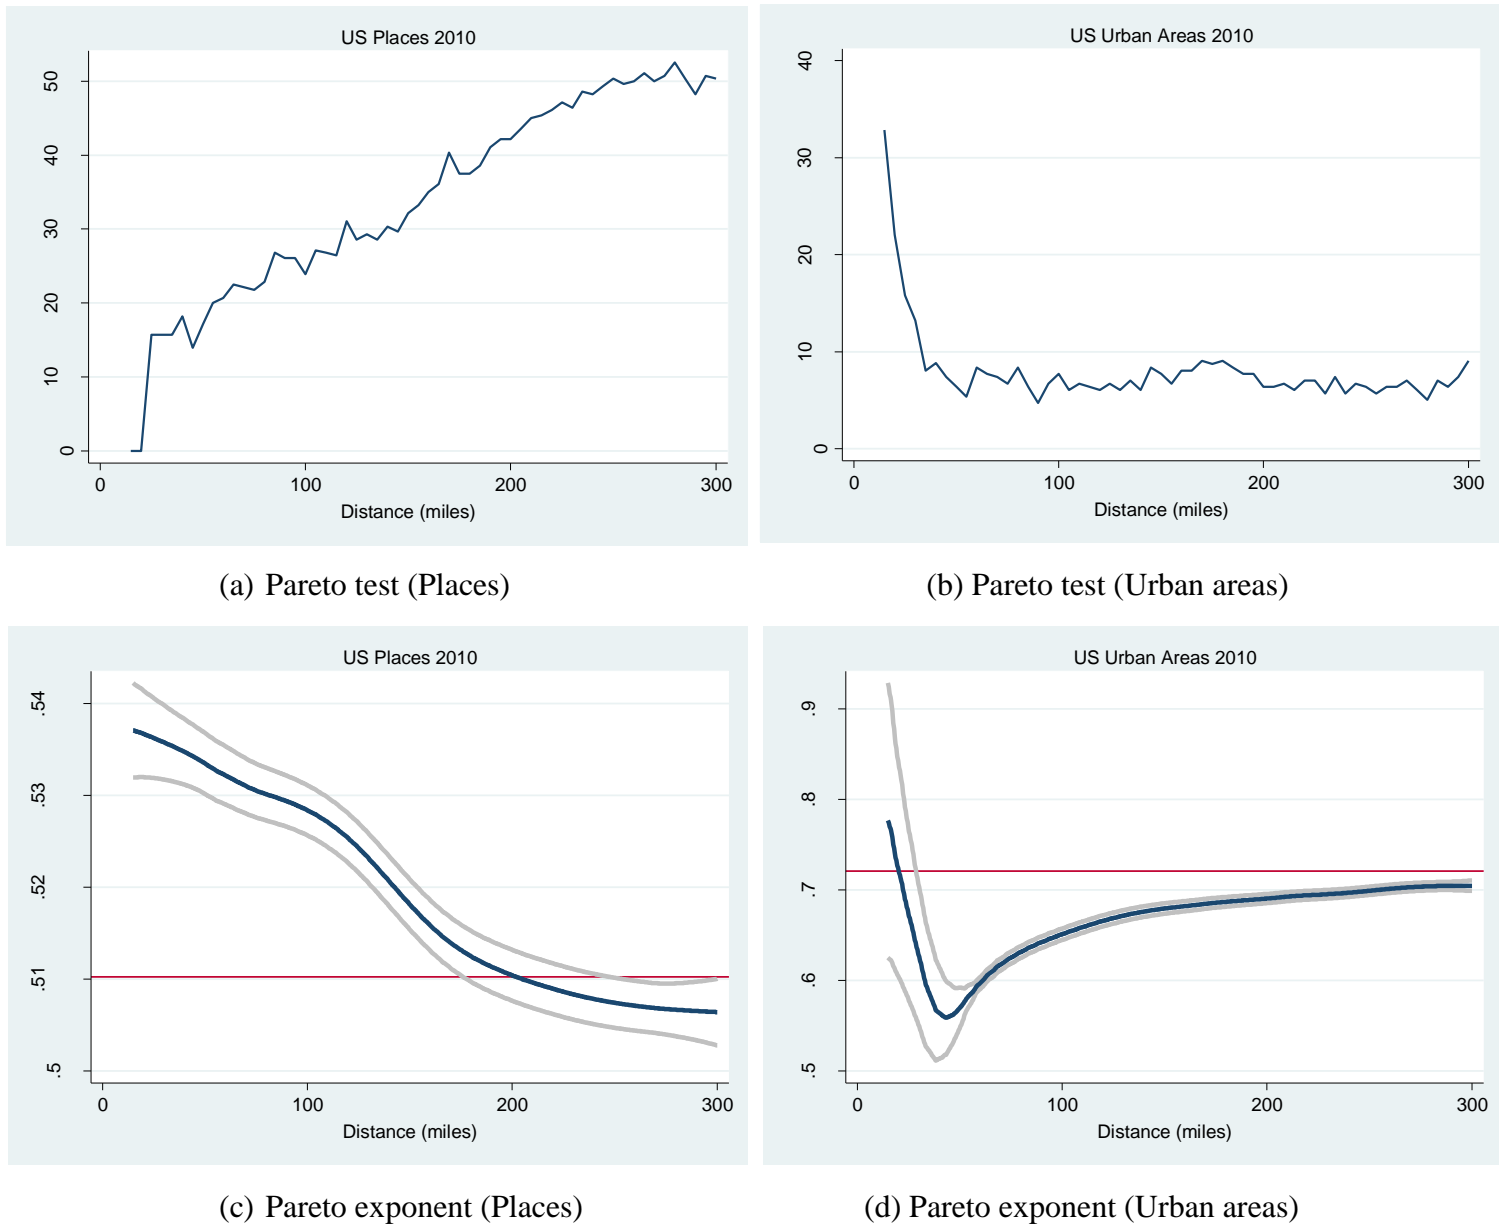 US Places 2010
50
40
30
20
10
0
0 100 200 300
Distance (miles)
(a) Pareto test (Places)
US Urban Areas 2010
40
30
20
10
0
0 100 200 300
Distance (miles)
(b) Pareto test (Urban areas)
US Places 2010
.54
.53
.52
.51
.5
0 100 200 300
Distance (miles)
(c) Pareto exponent (Places)
US Urban Areas 2010
.9
.8
.7
.6
.5
0 100 200 300
Distance (miles)
(d) Pareto exponent (Urban areas)